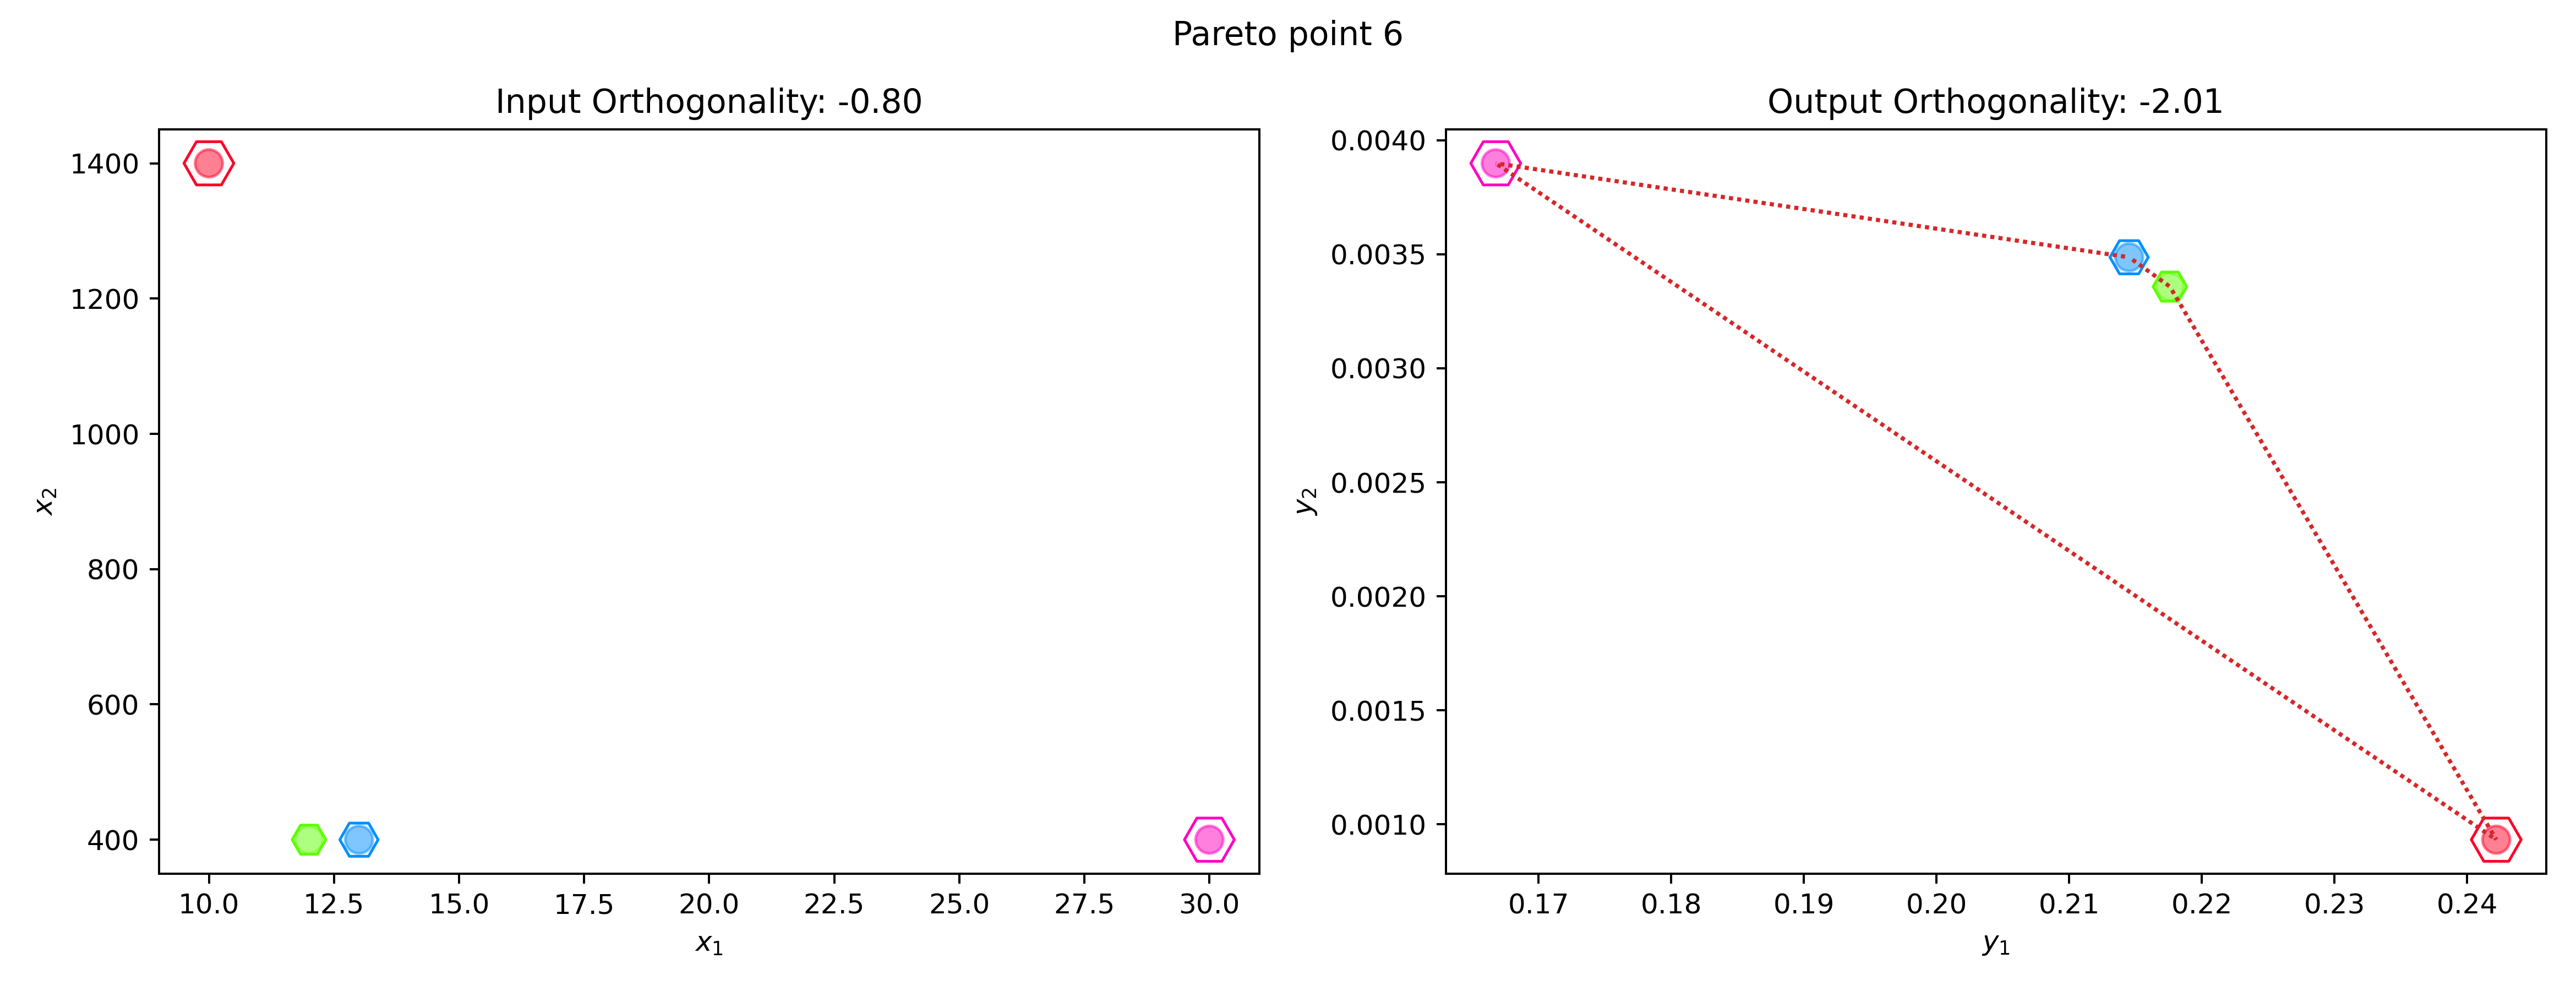 Pareto point 6
Input Orthogonality: -0.80
1400
1200
1000
800
600
400
x₂
10.0 12.5 15.0 17.5 20.0 22.5 25.0 27.5 30.0
x₁
Output Orthogonality: -2.01
0.0040
0.0035
0.0030
0.0025
0.0020
0.0015
0.0010
y₂
0.17 0.18 0.19 0.20 0.21 0.22 0.23 0.24
y₁